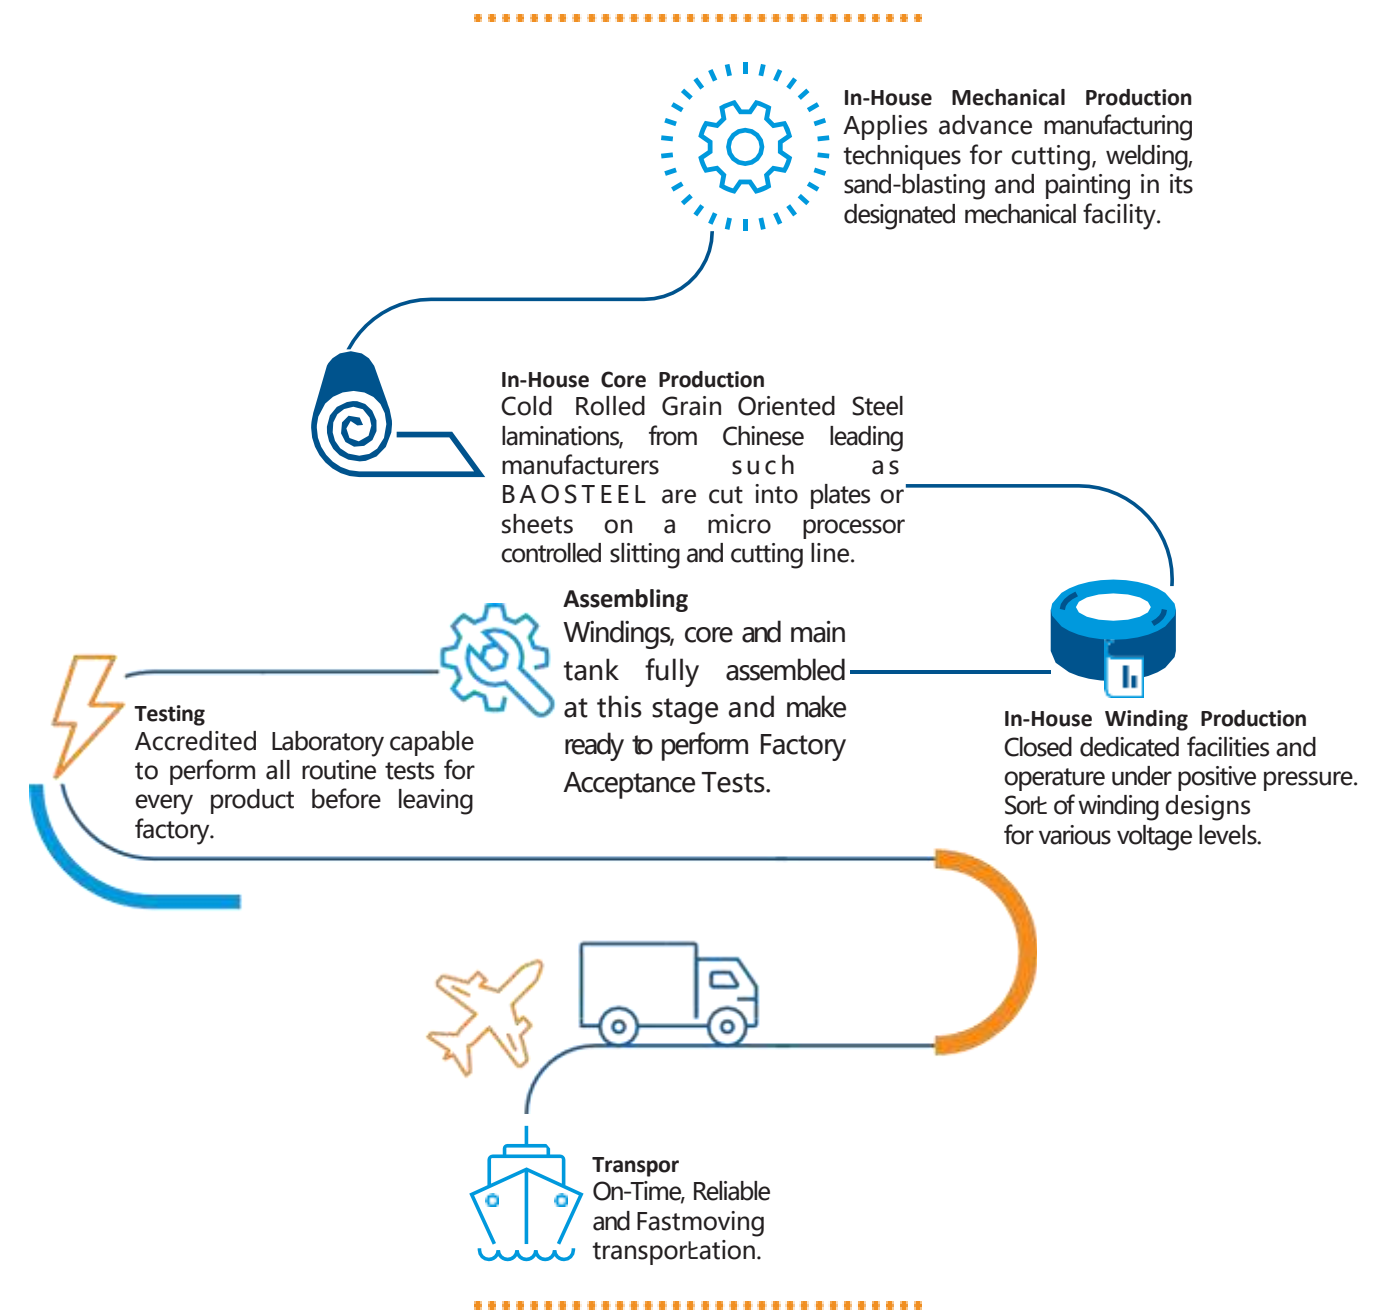 In-House Mechanical Production
Applies advance manufacturing
techniques for cutting, welding,
sand-blasting and painting in its
designated mechanical facility.
In-House Core Production
Cold Rolled Grain Oriented Steel
laminations, from Chinese leading
manufacturers such as
BAOSTEEL are cut into plates or
sheets on a micro processor
controlled slitting and cutting line.
In-House Winding Production
Closed dedicated facilities and
operature under positive pressure.
Sort of winding designs
for various voltage levels.
Assembling
Windings, core and main
tank fully assembled
at this stage and make
ready to perform Factory
Acceptance Tests.
Testing
Accredited Laboratory capable
to perform all routine tests for
every product before leaving
factory.
Transpor
On-Time, Reliable
and Fastmoving
transportation.